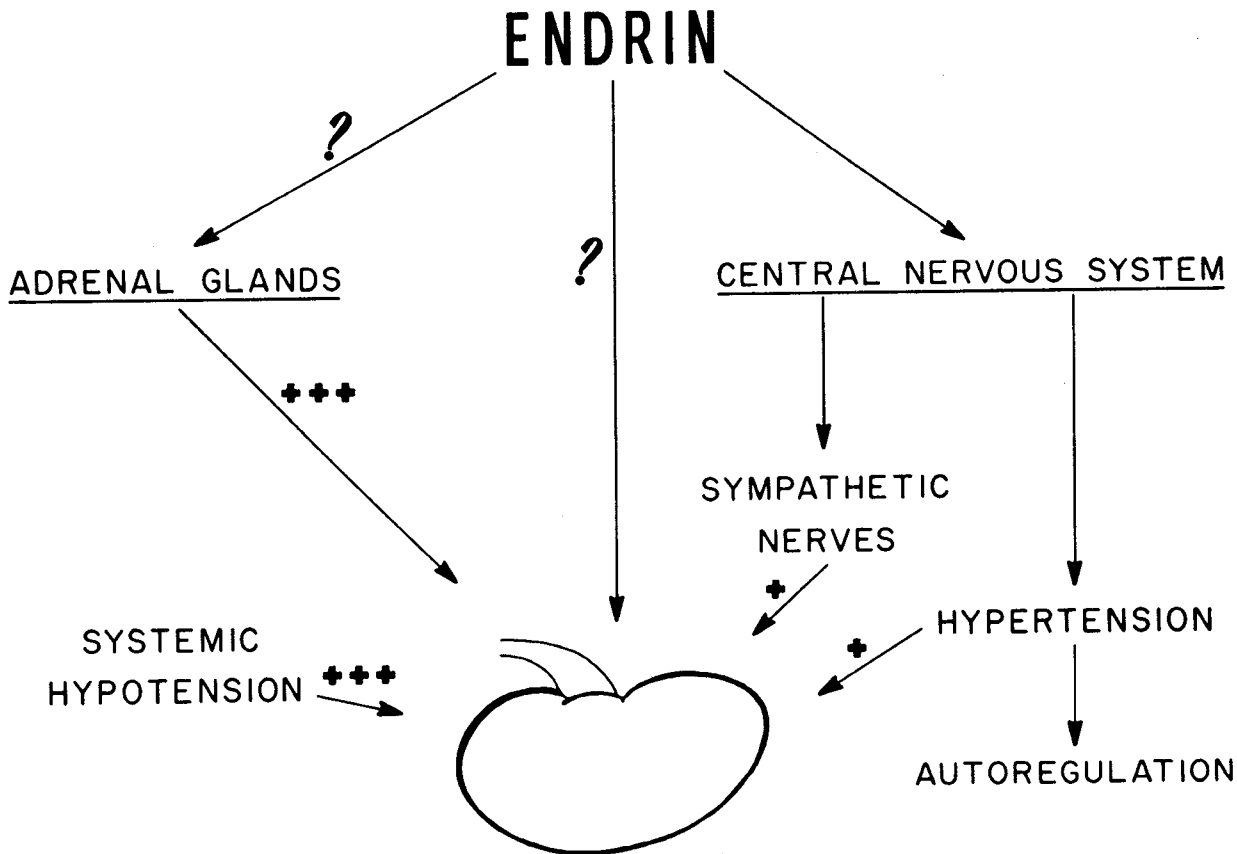 ENDRIN
?
?
ADRENAL GLANDS
CENTRAL NERVOUS SYSTEM
+++
SYMPATHETIC
NERVES
+
SYSTEMIC
HYPOTENSION
+++
HYPERTENSION
+
AUTOREGULATION